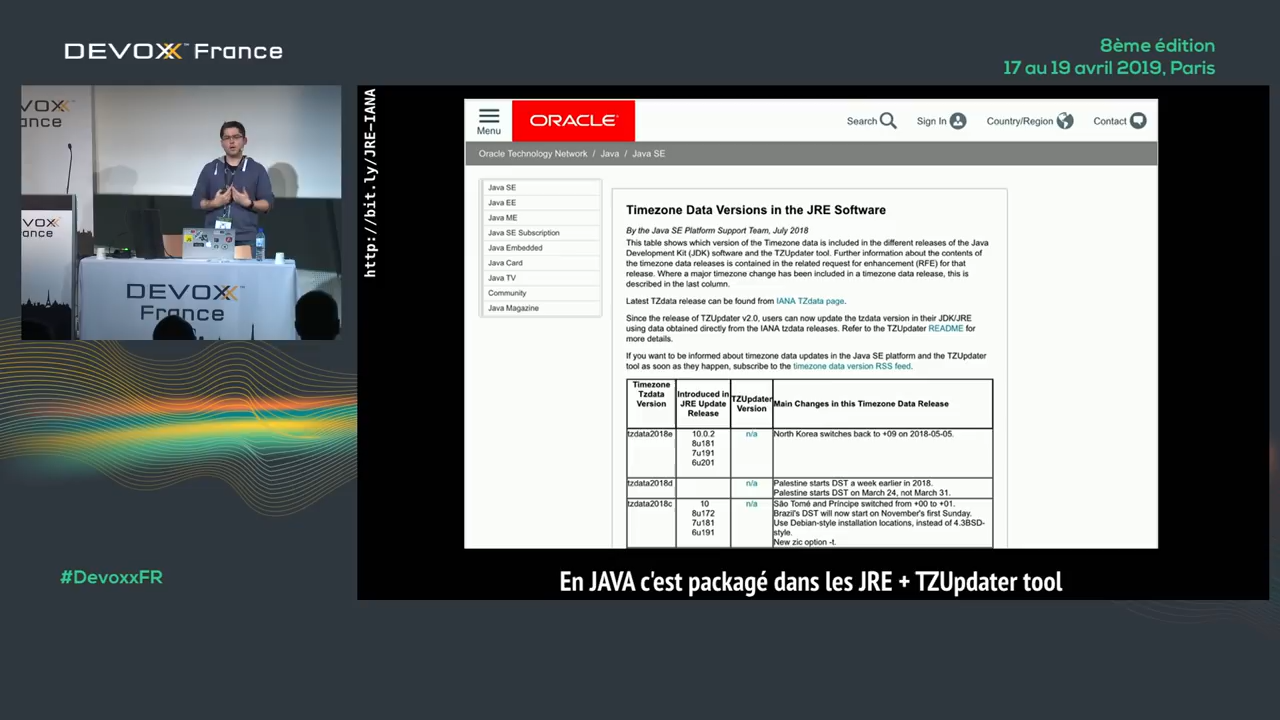 DEVOXX™ France
8ème édition
17 au 19 avril 2019, Paris
VOXX
ance
VOXX
France
DEVOXX™
France
#DevoxxFR
http://bit.ly/JRE-IANA
Menu
ORACLE®
Search
Sign In
Country/Region
Contact
Oracle Technology Network / Java / Java SE
Java SE
Java EE
Java ME
Java SE Subscription
Java Embedded
Java Card
Java TV
Community
Java Magazine
Timezone Data Versions in the JRE Software
By the Java SE Platform Support Team, July 2018
This table shows which version of the Timezone data is included in the different releases of the Java
Development Kit (JDK) software and the TZUpdater tool. Further information about the contents of
the timezone data releases is contained in the related request for enhancement (RFE) for that
release. Where a major timezone change has been included in a timezone data release, this is
described in the last column.
Latest TZdata release can be found from IANA TZdata page.
Since the release of TZUpdater v2.0, users can now update the tzdata version in their JDK/JRE
using data obtained directly from the IANA tzdata releases. Refer to the TZUpdater README for
more details.
If you want to be informed about timezone data updates in the Java SE platform and the TZUpdater
tool as soon as they happen, subscribe to the timezone data version RSS feed.
Timezone
Tzdata
Version
Introduced in
JRE Update
Release
TZUpdater
Version
Main Changes in this Timezone Data Release
tzdata2018e
10.0.2
8u181
7u191
6u201
n/a
North Korea switches back to +09 on 2018-05-05.
tzdata2018d
n/a
Palestine starts DST a week earlier in 2018.
Palestine starts DST on March 24, not March 31.
tzdata2018c
10
8u172
7u181
6u191
n/a
São Tomé and Príncipe switched from +00 to +01.
Brazil's DST will now start on November's first Sunday.
Use Debian-style installation locations, instead of 4.3BSD-
style.
New zic option -t.
En JAVA c'est packagé dans les JRE + TZUpdater tool